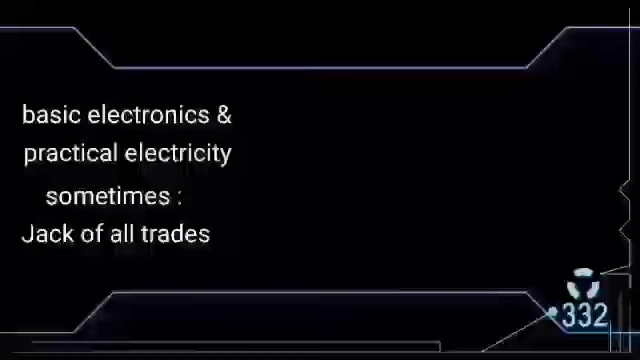 basic electronics &
practical electricity
sometimes :
Jack of all trades
332